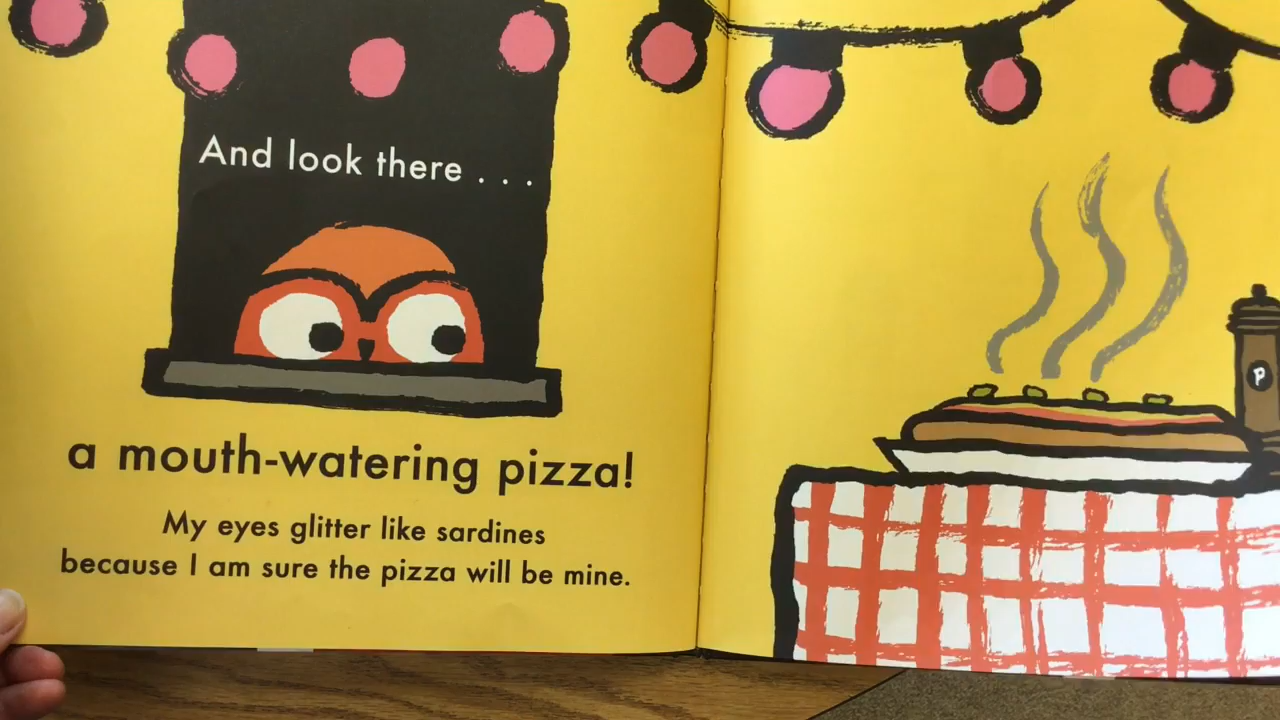 And look there . . .
a mouth-watering pizza!
My eyes glitter like sardines
because I am sure the pizza will be mine.
P